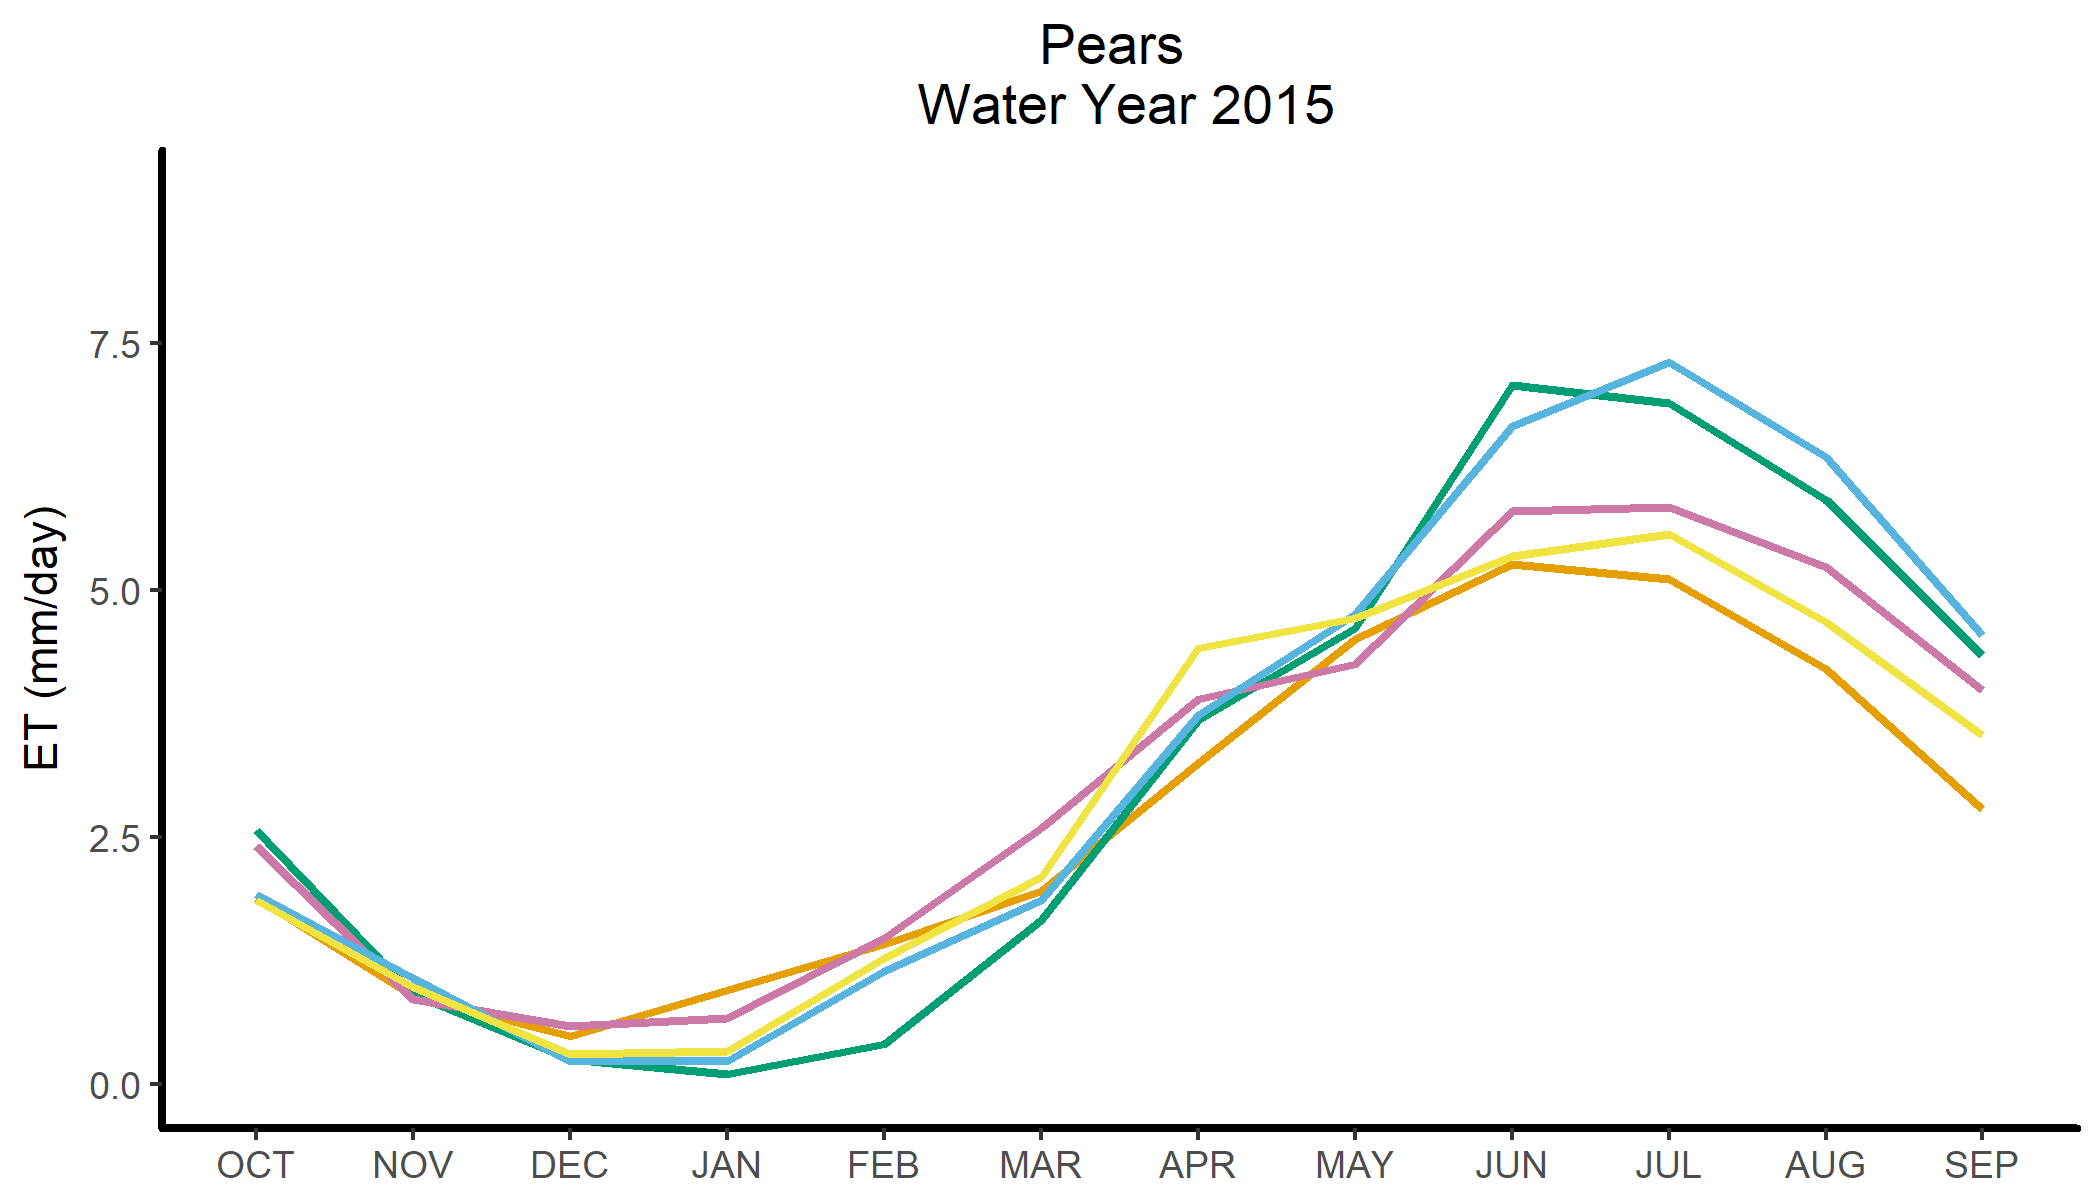 Pears
Water Year 2015
ET (mm/day)
7.5
5.0
2.5
0.0
OCT NOV DEC JAN FEB MAR APR MAY JUN JUL AUG SEP